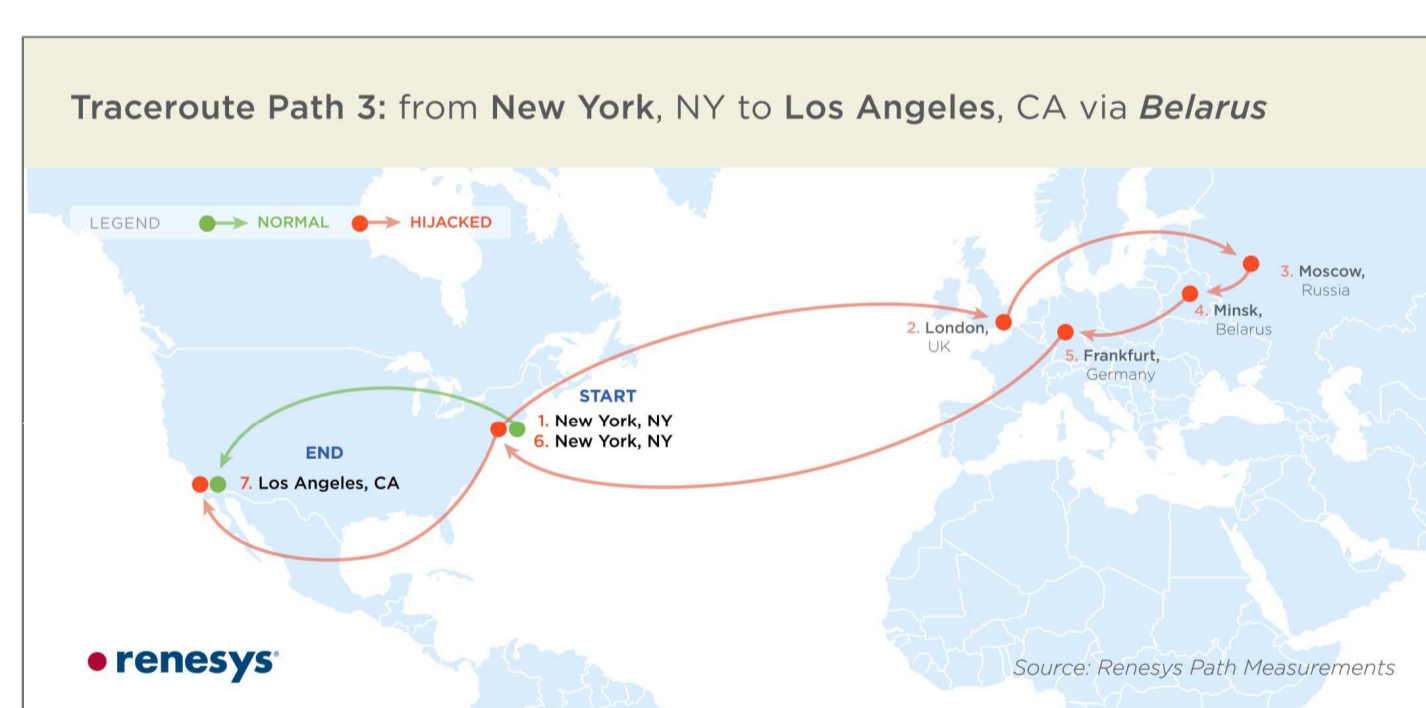 Traceroute Path 3: from New York, NY to Los Angeles, CA via Belarus
LEGEND NORMAL HIJACKED
3. Moscow,
Russia
4. Minsk,
Belarus
2. London,
UK
5. Frankfurt,
Germany
START
1. New York, NY
6. New York, NY
END
7. Los Angeles, CA
renesys
Source: Renesys Path Measurements